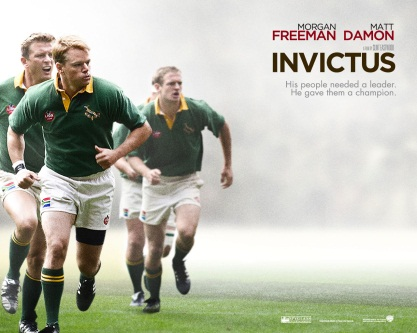 MORGAN MATT
FREEMAN DAMON
INVICTUS
His people needed a leader.
He gave them a champion.